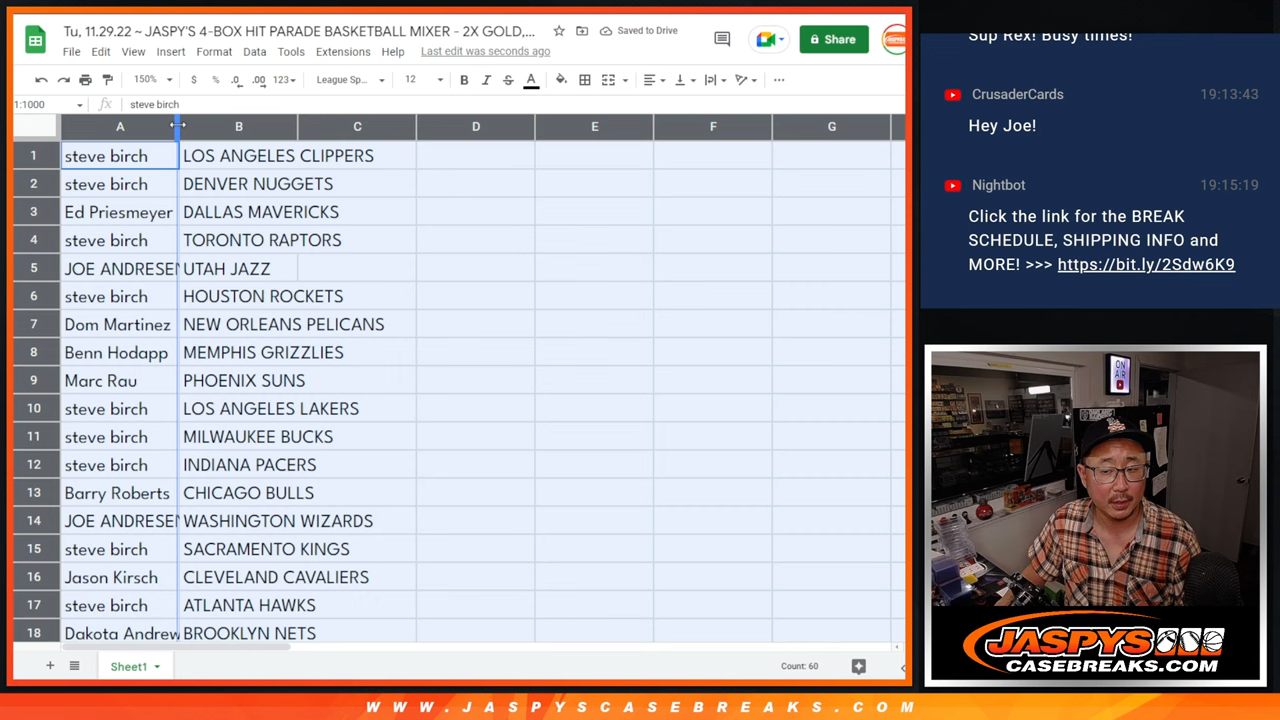 Tu, 11.29.22 ~ JASPY'S 4-BOX HIT PARADE BASKETBALL MIXER - 2X GOLD,...
Saved to Drive
File Edit View Insert Format Data Tools Extensions Help Last edit was seconds ago
Share
150% $ % .0 .00 123 League Sp... 12 B I S A
1:1000 fx steve birch
A B C D E F G
1 steve birch LOS ANGELES CLIPPERS
2 steve birch DENVER NUGGETS
3 Ed Priesmeyer DALLAS MAVERICKS
4 steve birch TORONTO RAPTORS
5 JOE ANDRESEN UTAH JAZZ
6 steve birch HOUSTON ROCKETS
7 Dom Martinez NEW ORLEANS PELICANS
8 Benn Hodapp MEMPHIS GRIZZLIES
9 Marc Rau PHOENIX SUNS
10 steve birch LOS ANGELES LAKERS
11 steve birch MILWAUKEE BUCKS
12 steve birch INDIANA PACERS
13 Barry Roberts CHICAGO BULLS
14 JOE ANDRESEN WASHINGTON WIZARDS
15 steve birch SACRAMENTO KINGS
16 Jason Kirsch CLEVELAND CAVALIERS
17 steve birch ATLANTA HAWKS
18 Dakota Andrew BROOKLYN NETS
Sheet1
Count: 60
Sup Rex! Busy times!
CrusaderCards 19:13:43
Hey Joe!
Nightbot 19:15:19
Click the link for the BREAK
SCHEDULE, SHIPPING INFO and
MORE! >>> https://bit.ly/2Sdw6K9
ON
AIR
JASPYS
CASEBREAKS.COM
WWW.JASPYSCASEBREAKS.COM